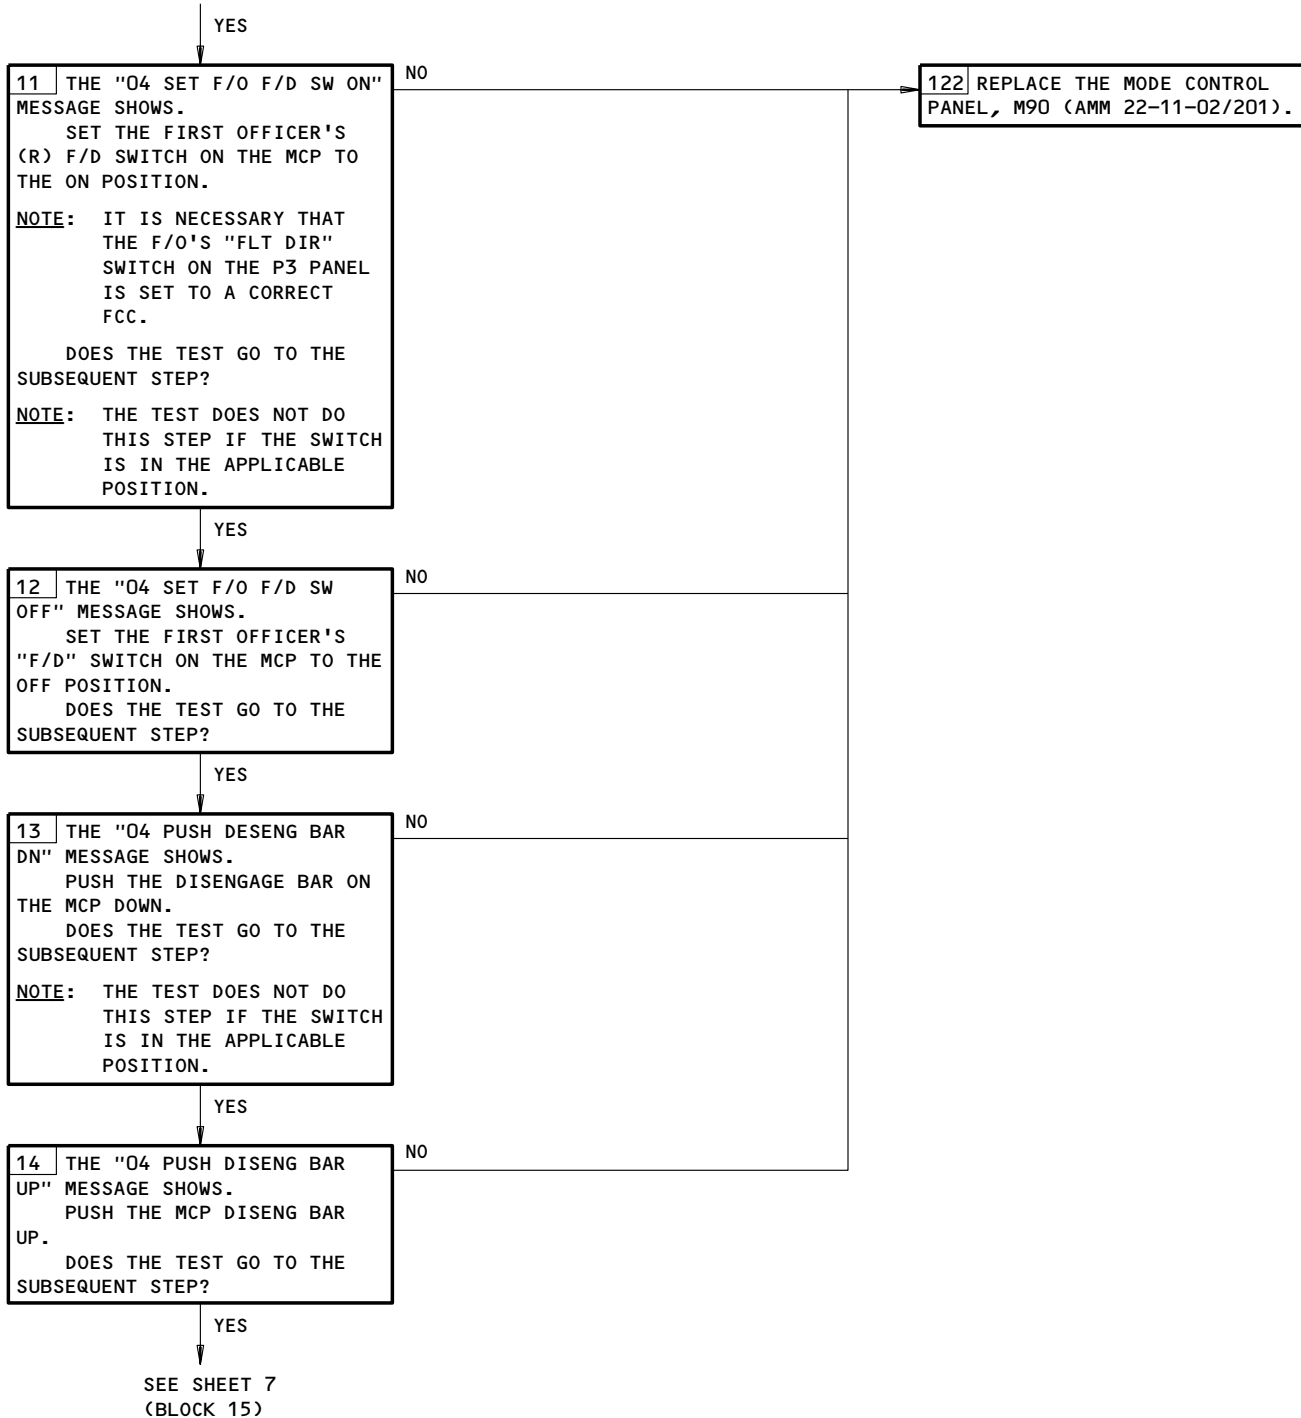 YES
11 THE "04 SET F/O F/D SW ON"
MESSAGE SHOWS.
SET THE FIRST OFFICER'S
(R) F/D SWITCH ON THE MCP TO
THE ON POSITION.
NOTE: IT IS NECESSARY THAT
THE F/O'S "FLT DIR"
SWITCH ON THE P3 PANEL
IS SET TO A CORRECT
FCC.
DOES THE TEST GO TO THE
SUBSEQUENT STEP?
NOTE: THE TEST DOES NOT DO
THIS STEP IF THE SWITCH
IS IN THE APPLICABLE
POSITION.
NO
122 REPLACE THE MODE CONTROL
PANEL, M90 (AMM 22-11-02/201).
YES
12 THE "04 SET F/O F/D SW
OFF" MESSAGE SHOWS.
SET THE FIRST OFFICER'S
"F/D" SWITCH ON THE MCP TO THE
OFF POSITION.
DOES THE TEST GO TO THE
SUBSEQUENT STEP?
NO
YES
13 THE "04 PUSH DESENG BAR
DN" MESSAGE SHOWS.
PUSH THE DISENGAGE BAR ON
THE MCP DOWN.
DOES THE TEST GO TO THE
SUBSEQUENT STEP?
NOTE: THE TEST DOES NOT DO
THIS STEP IF THE SWITCH
IS IN THE APPLICABLE
POSITION.
NO
YES
14 THE "04 PUSH DISENG BAR
UP" MESSAGE SHOWS.
PUSH THE MCP DISENG BAR
UP.
DOES THE TEST GO TO THE
SUBSEQUENT STEP?
NO
YES
SEE SHEET 7
(BLOCK 15)